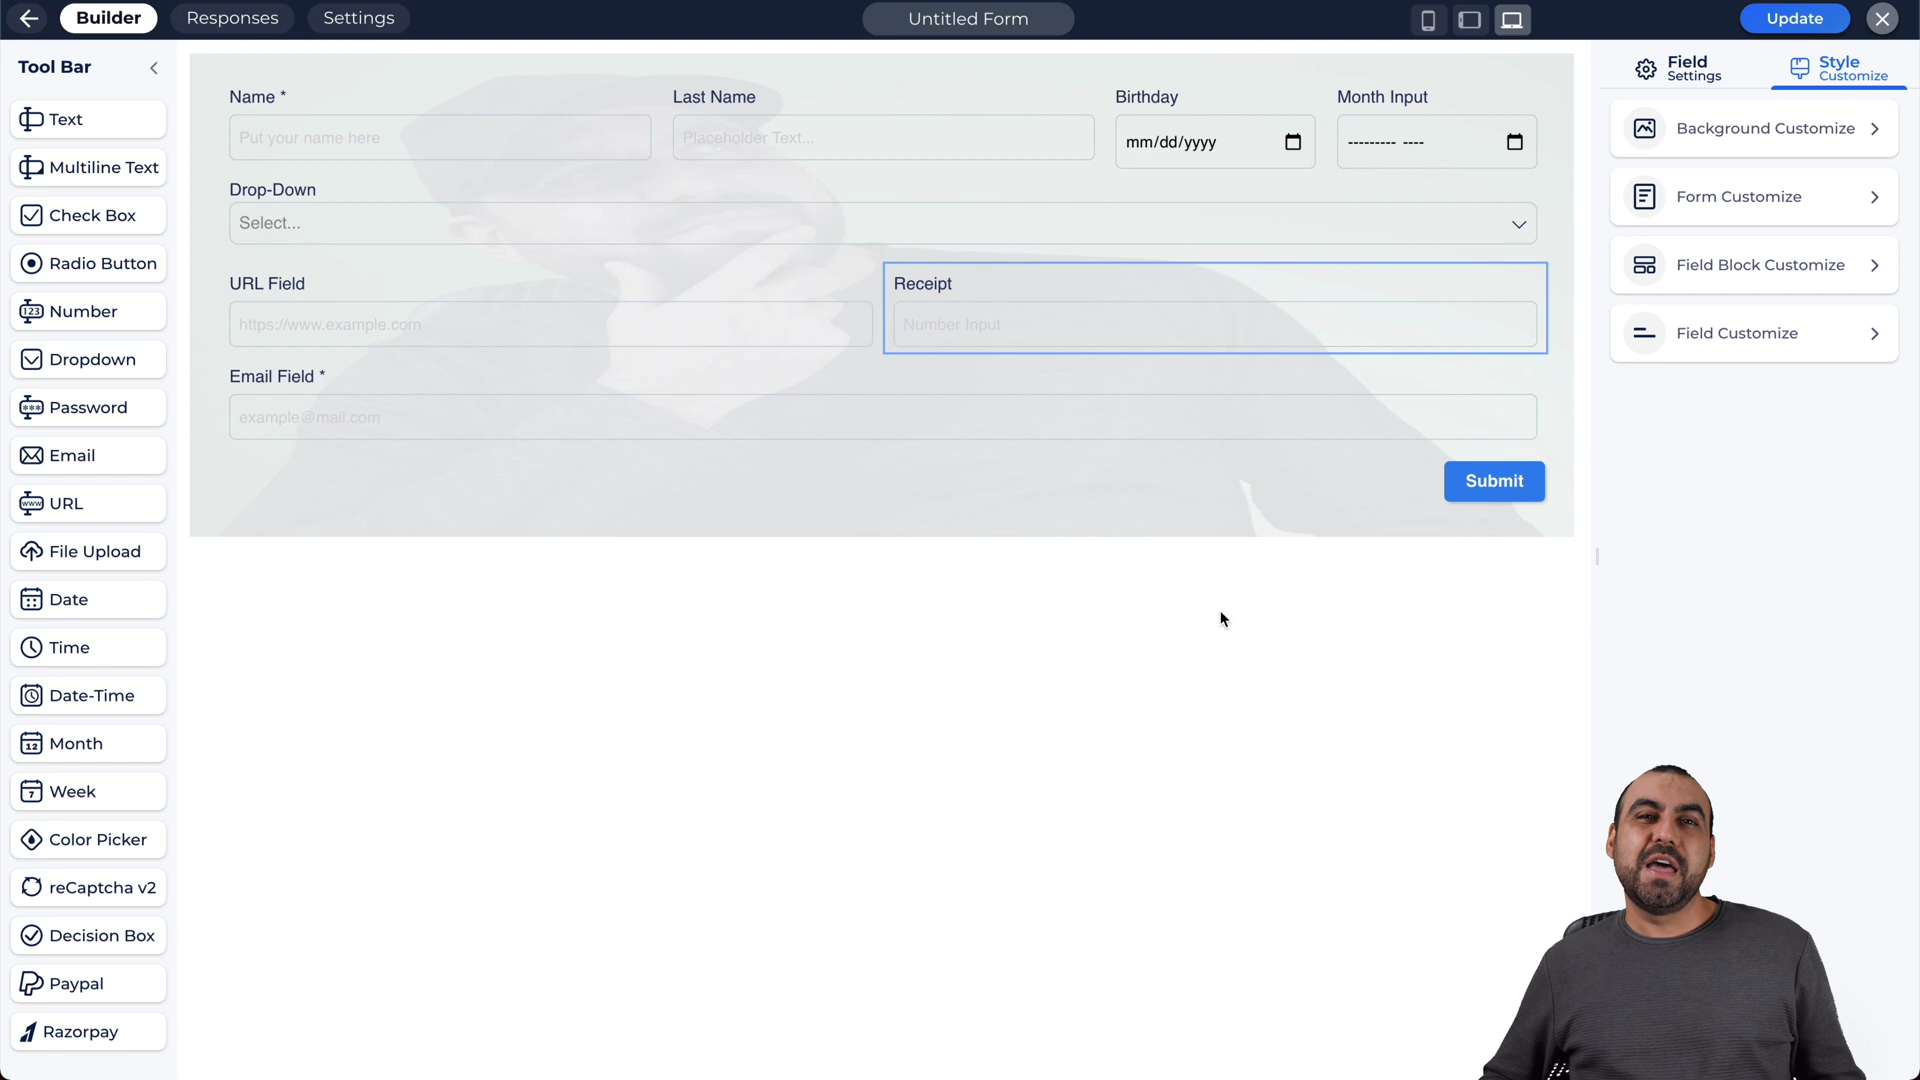 Builder
Responses
Settings
Untitled Form
Update
Tool Bar
Text
Multiline Text
Check Box
Radio Button
Number
Dropdown
Password
Email
URL
File Upload
Date
Time
Date-Time
Month
Week
Color Picker
reCaptcha v2
Decision Box
Paypal
Razorpay
Name *
Last Name
Birthday
Month Input
Put your name here
Placeholder Text...
mm/dd/yyyy
--------- ----
Drop-Down
Select...
URL Field
Receipt
https://www.example.com
Number Input
Email Field *
example@mail.com
Submit
Field
Settings
Style
Customize
Background Customize
Form Customize
Field Block Customize
Field Customize